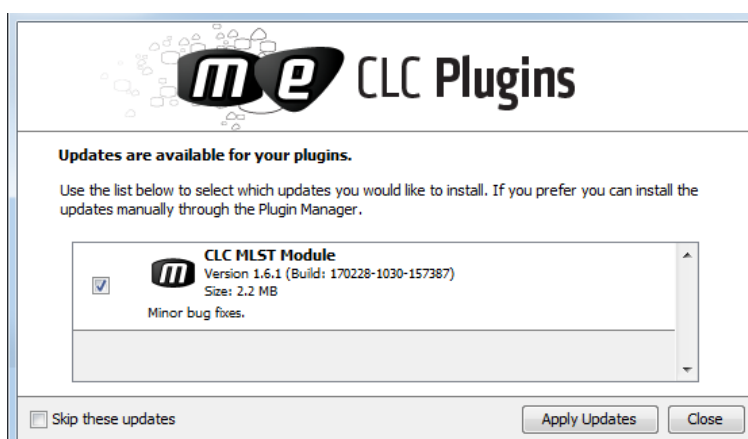 me CLC Plugins
Updates are available for your plugins.
Use the list below to select which updates you would like to install. If you prefer you can install the
updates manually through the Plugin Manager.
m
CLC MLST Module
Version 1.6.1 (Build: 170228-1030-157387)
Size: 2.2 MB
Minor bug fixes.
Skip these updates
Apply Updates
Close